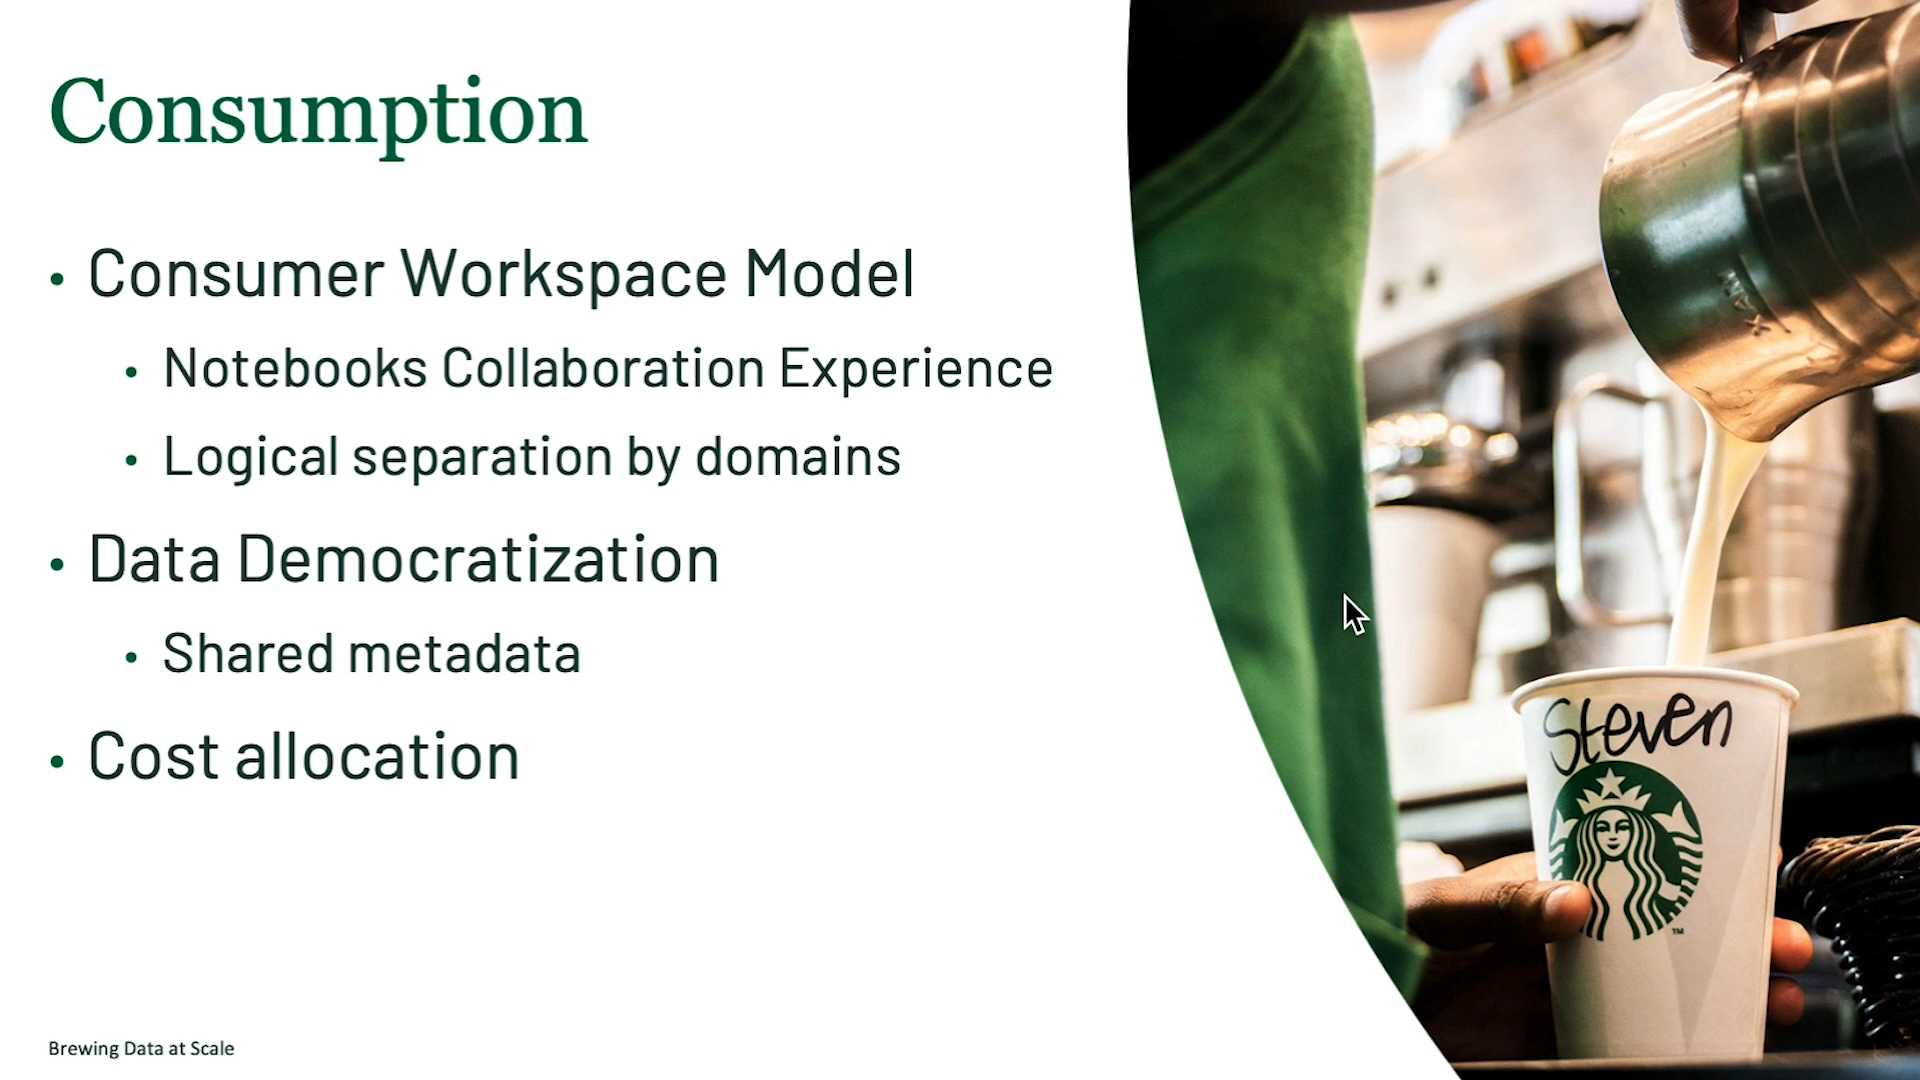 Consumption
• Consumer Workspace Model
• Notebooks Collaboration Experience
• Logical separation by domains
• Data Democratization
• Shared metadata
• Cost allocation
Steven
TM
Brewing Data at Scale